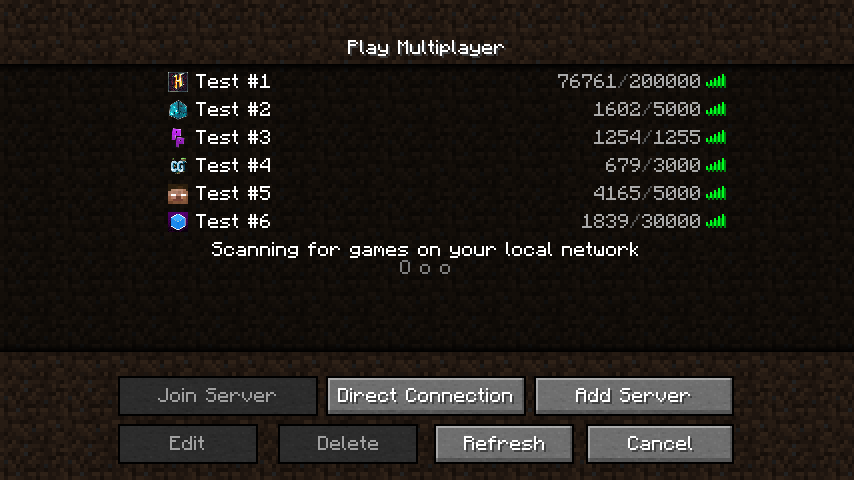 Play Multiplayer
H Test #1 76761/200000
Test #2 1602/5000
Test #3 1254/1255
CG Test #4 679/3000
Test #5 4165/5000
Test #6 1839/30000
Scanning for games on your local network
O o o
Join Server Direct Connection Add Server
Edit Delete Refresh Cancel